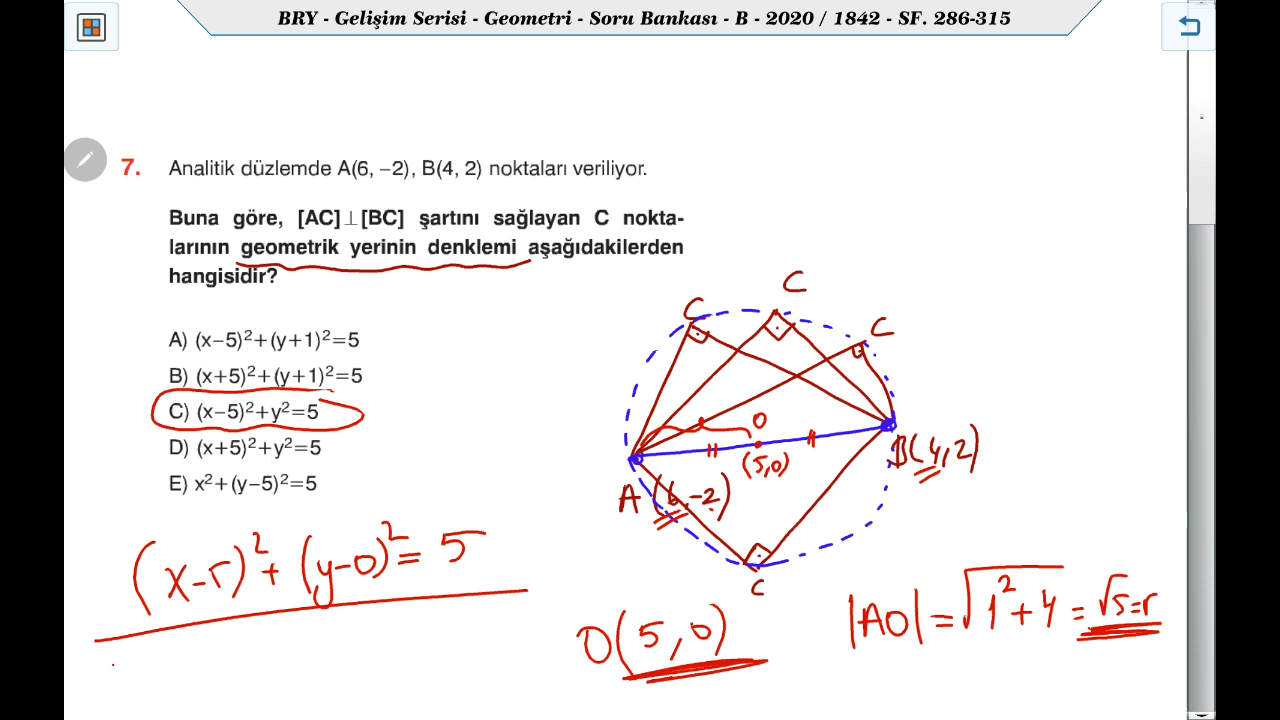 BRY - Gelişim Serisi - Geometri - Soru Bankası - B - 2020 / 1842 - SF. 286-315
7. Analitik düzlemde A(6, −2), B(4, 2) noktaları veriliyor.
Buna göre, [AC]⊥[BC] şartını sağlayan C nokta-
larının geometrik yerinin denklemi aşağıdakilerden
hangisidir?
A) (x−5)²+(y+1)²=5
B) (x+5)²+(y+1)²=5
C) (x−5)²+y²=5
D) (x+5)²+y²=5
E) x²+(y−5)²=5
C
C
C
O
(5,0)
B(4,2)
A (6,-2)
C
(x-5)²+(y-0)²=5
O(5,0)
|AO|=√1²+4=√5=r